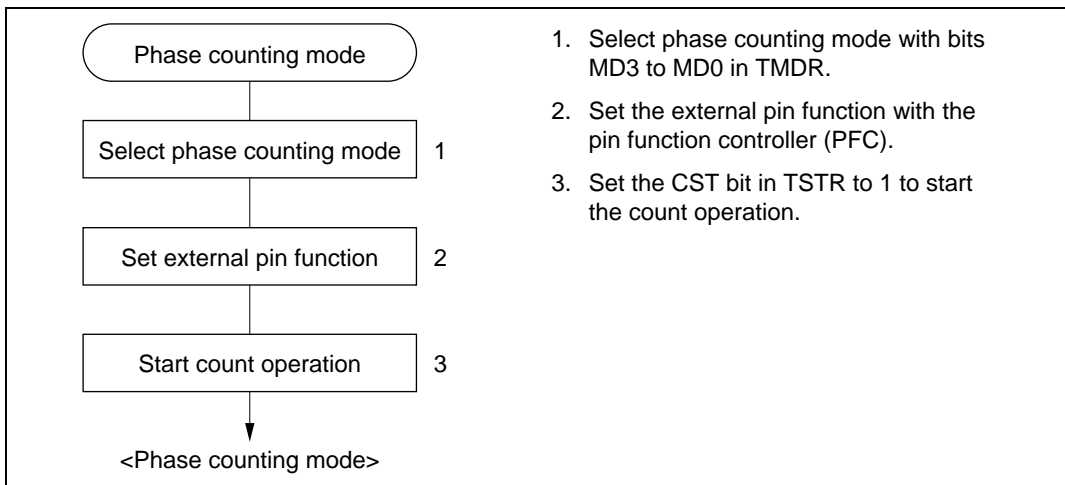 Phase counting mode
Select phase counting mode 1
Set external pin function 2
Start count operation 3
<Phase counting mode>
1. Select phase counting mode with bits
MD3 to MD0 in TMDR.
2. Set the external pin function with the
pin function controller (PFC).
3. Set the CST bit in TSTR to 1 to start
the count operation.